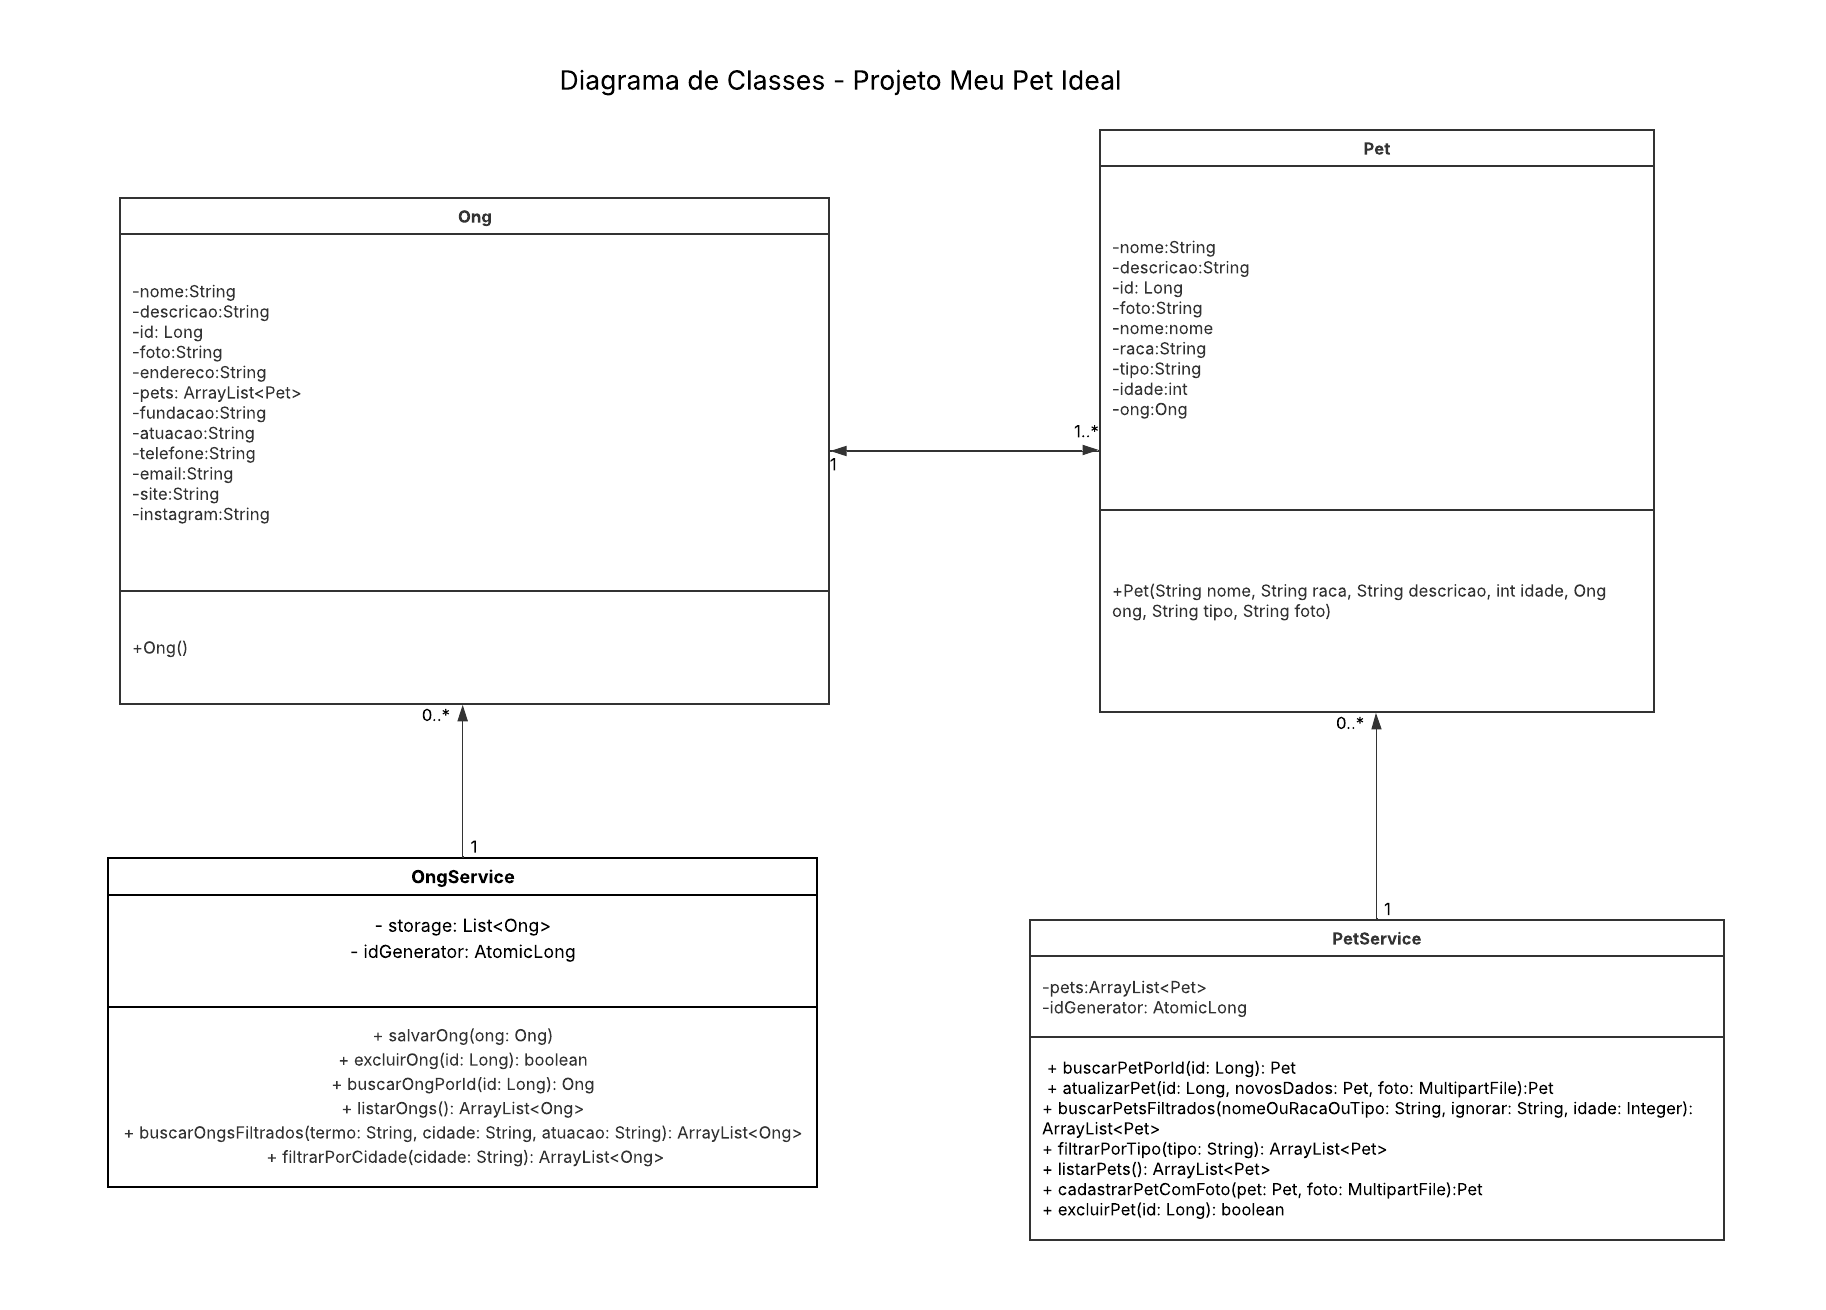 Diagrama de Classes - Projeto Meu Pet Ideal
Ong
-nome:String
-descricao:String
-id: Long
-foto:String
-endereco:String
-pets: ArrayList<Pet>
-fundacao:String
-atuacao:String
-telefone:String
-email:String
-site:String
-instagram:String
+Ong()
Pet
-nome:String
-descricao:String
-id: Long
-foto:String
-nome:nome
-raca:String
-tipo:String
-idade:int
-ong:Ong
+Pet(String nome, String raca, String descricao, int idade, Ong
ong, String tipo, String foto)
1..*
1
0..*
1
0..*
1
OngService
- storage: List<Ong>
- idGenerator: AtomicLong
+ salvarOng(ong: Ong)
+ excluirOng(id: Long): boolean
+ buscarOngPorId(id: Long): Ong
+ listarOngs(): ArrayList<Ong>
+ buscarOngsFiltrados(termo: String, cidade: String, atuacao: String): ArrayList<Ong>
+ filtrarPorCidade(cidade: String): ArrayList<Ong>
PetService
-pets:ArrayList<Pet>
-idGenerator: AtomicLong
+ buscarPetPorId(id: Long): Pet
+ atualizarPet(id: Long, novosDados: Pet, foto: MultipartFile):Pet
+ buscarPetsFiltrados(nomeOuRacaOuTipo: String, ignorar: String, idade: Integer):
ArrayList<Pet>
+ filtrarPorTipo(tipo: String): ArrayList<Pet>
+ listarPets(): ArrayList<Pet>
+ cadastrarPetComFoto(pet: Pet, foto: MultipartFile):Pet
+ excluirPet(id: Long): boolean